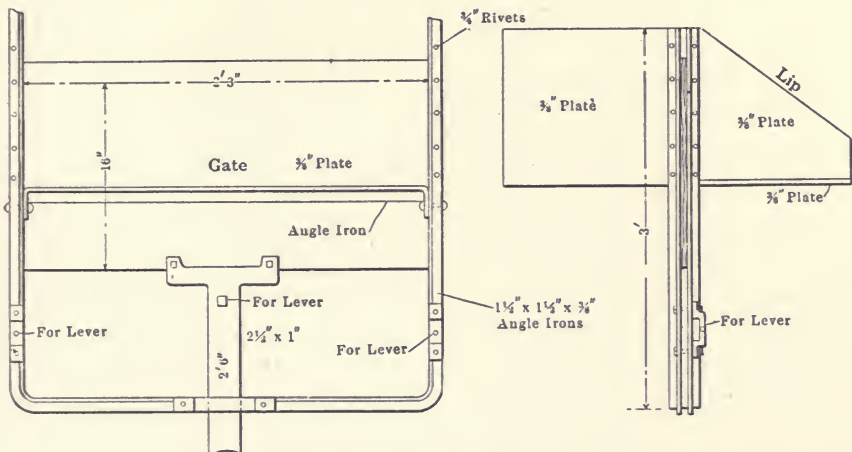 ⅜" Rivets
2'3"
16"
Gate ⅜" Plate
Angle Iron
For Lever
2½" x 1"
2'6"
For Lever
For Lever
1½" x 1½" x ⅜"
Angle Irons
⅜" Plate
Lip
⅜" Plate
⅜" Plate
3'
For Lever